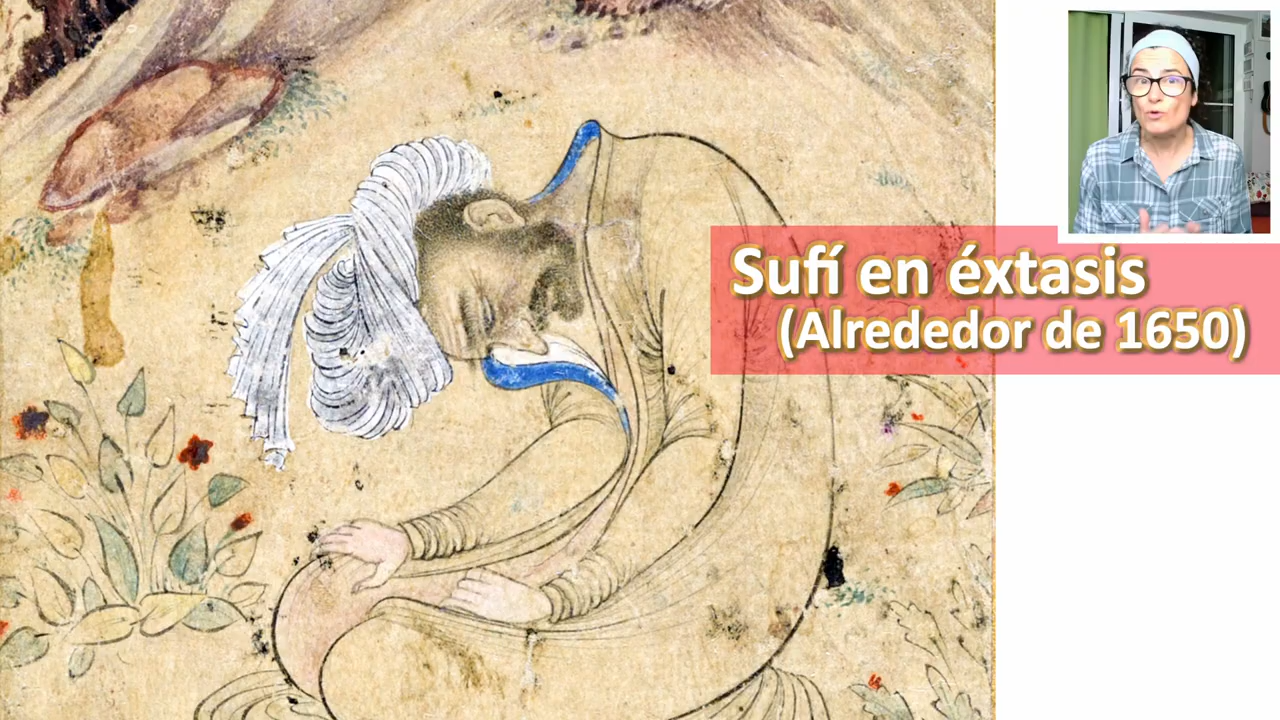 Sufí en éxtasis
(Alrededor de 1650)